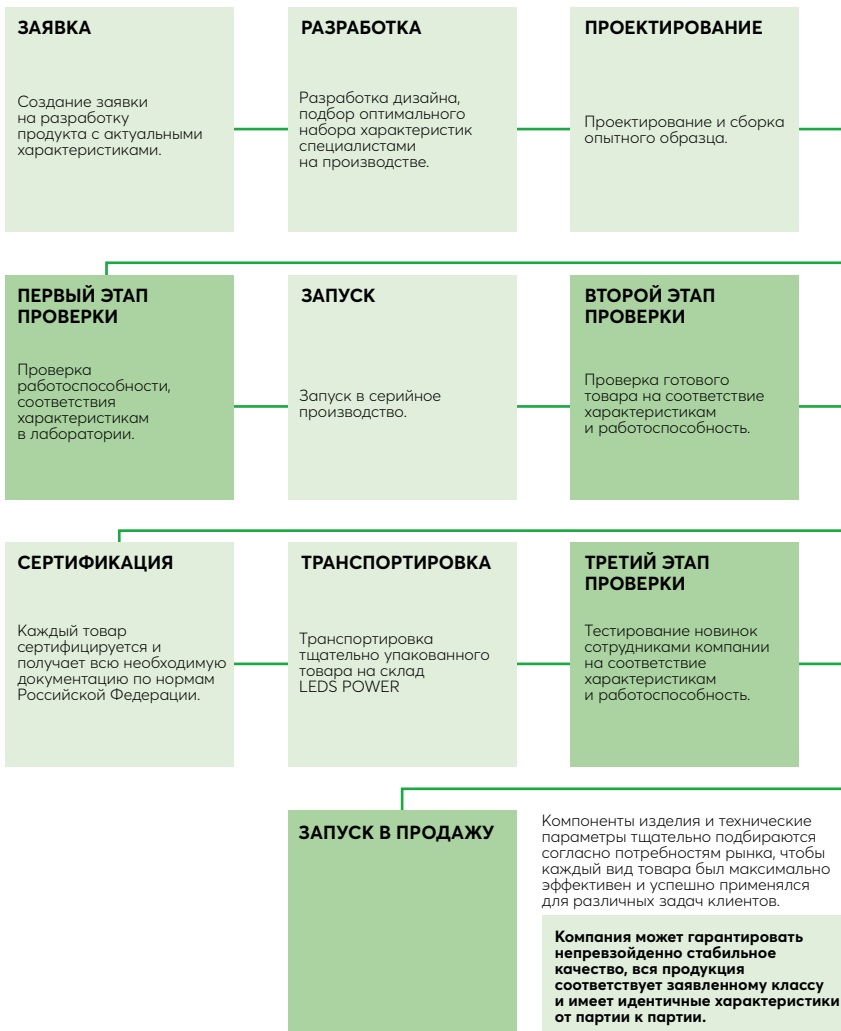 ЗАЯВКА
Создание заявки
на разработку
продукта с актуальными
характеристиками.
РАЗРАБОТКА
Разработка дизайна,
подбор оптимального
набора характеристик
специалистами
на производстве.
ПРОЕКТИРОВАНИЕ
Проектирование и сборка
опытного образца.
ПЕРВЫЙ ЭТАП
ПРОВЕРКИ
Проверка
работоспособности,
соответствия
характеристикам
в лаборатории.
ЗАПУСК
Запуск в серийное
производство.
ВТОРОЙ ЭТАП
ПРОВЕРКИ
Проверка готового
товара на соответствие
характеристикам
и работоспособность.
СЕРТИФИКАЦИЯ
Каждый товар
сертифицируется и
получает всю необходимую
документацию по нормам
Российской Федерации.
ТРАНСПОРТИРОВКА
Транспортировка
тщательно упакованного
товара на склад
LEDS POWER
ТРЕТИЙ ЭТАП
ПРОВЕРКИ
Тестирование новинок
сотрудниками компании
на соответствие
характеристикам
и работоспособность.
ЗАПУСК В ПРОДАЖУ
Компоненты изделия и технические
параметры тщательно подбираются
согласно потребностям рынка, чтобы
каждый вид товара был максимально
эффективен и успешно применялся
для различных задач клиентов.
Компания может гарантировать
непревзойденно стабильное
качество, вся продукция
соответствует заявленному классу
и имеет идентичные характеристики
от партии к партии.